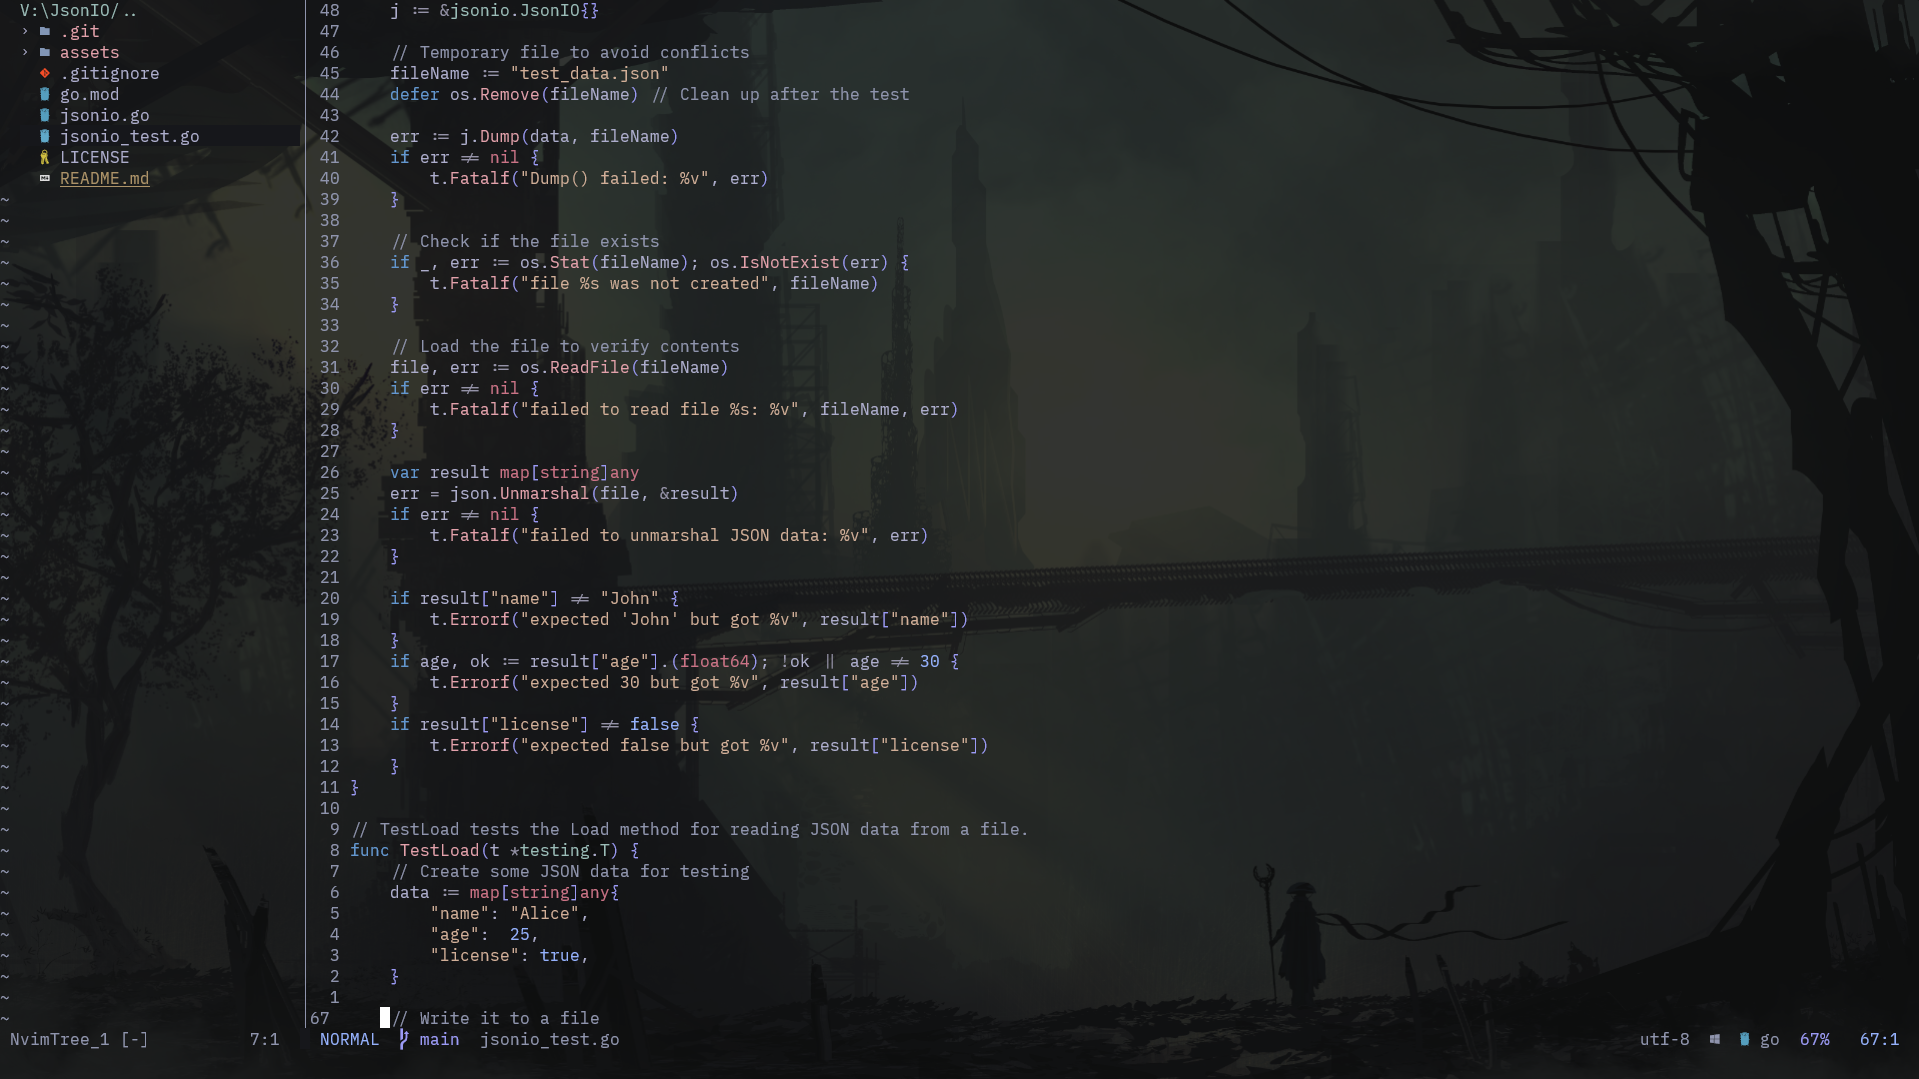 V:\JsonIO/..
.git
assets
.gitignore
go.mod
jsonio.go
jsonio_test.go
LICENSE
README.md
48 j := &jsonio.JsonIO{}
47
46 // Temporary file to avoid conflicts
45 fileName := "test_data.json"
44 defer os.Remove(fileName) // Clean up after the test
43
42 err := j.Dump(data, fileName)
41 if err != nil {
40 t.Fatalf("Dump() failed: %v", err)
39 }
38
37 // Check if the file exists
36 if _, err := os.Stat(fileName); os.IsNotExist(err) {
35 t.Fatalf("file %s was not created", fileName)
34 }
33
32 // Load the file to verify contents
31 file, err := os.ReadFile(fileName)
30 if err != nil {
29 t.Fatalf("failed to read file %s: %v", fileName, err)
28 }
27
26 var result map[string]any
25 err = json.Unmarshal(file, &result)
24 if err != nil {
23 t.Fatalf("failed to unmarshal JSON data: %v", err)
22 }
21
20 if result["name"] != "John" {
19 t.Errorf("expected 'John' but got %v", result["name"])
18 }
17 if age, ok := result["age"].(float64); !ok || age != 30 {
16 t.Errorf("expected 30 but got %v", result["age"])
15 }
14 if result["license"] != false {
13 t.Errorf("expected false but got %v", result["license"])
12 }
11 }
10
9 // TestLoad tests the Load method for reading JSON data from a file.
8 func TestLoad(t *testing.T) {
7 // Create some JSON data for testing
6 data := map[string]any{
5 "name": "Alice",
4 "age": 25,
3 "license": true,
2 }
1
67 // Write it to a file
NvimTree_1 [-] 7:1 NORMAL main jsonio_test.go utf-8 go 67% 67:1